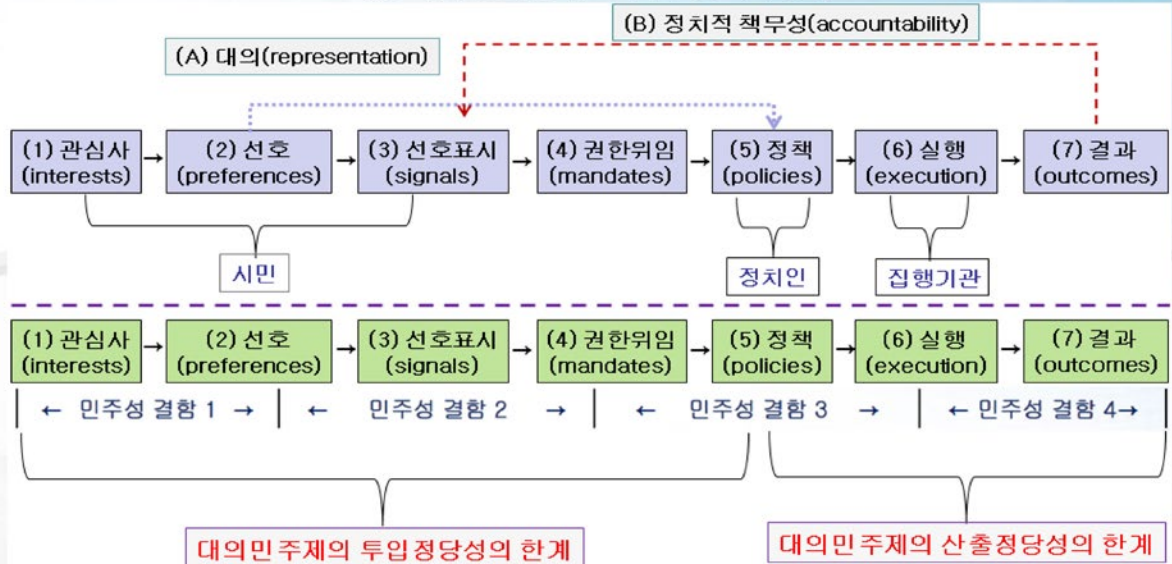 (B) 정치적 책무성(accountability)
(A) 대의(representation)
(1) 관심사 → (2) 선호 → (3) 선호표시 → (4) 권한위임 → (5) 정책 → (6) 실행 → (7) 결과
(interests) (preferences) (signals) (mandates) (policies) (execution) (outcomes)
시민 정치인 집행기관
(1) 관심사 → (2) 선호 → (3) 선호표시 → (4) 권한위임 → (5) 정책 → (6) 실행 → (7) 결과
(interests) (preferences) (signals) (mandates) (policies) (execution) (outcomes)
← 민주성 결함 1 → ← 민주성 결함 2 → ← 민주성 결함 3 → ← 민주성 결함 4→
대의민주제의 투입정당성의 한계 대의민주제의 산출정당성의 한계